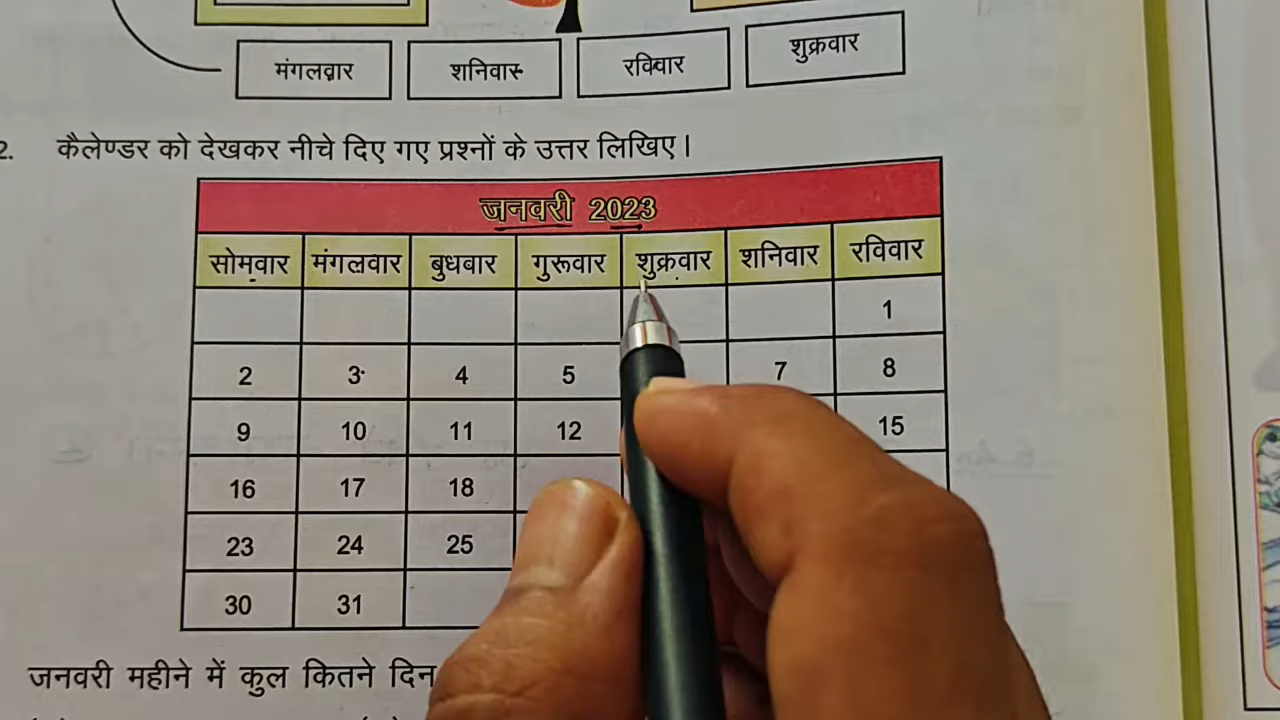 मंगलवार शनिवार रविवार शुक्रवार
2. कैलेण्डर को देखकर नीचे दिए गए प्रश्नों के उत्तर लिखिए।
जनवरी 2023
सोमवार मंगलवार बुधबार गुरूवार शुक्रवार शनिवार रविवार
1
2 3 4 5 7 8
9 10 11 12 15
16 17 18
23 24 25
30 31
जनवरी महीने में कुल कितने दिन